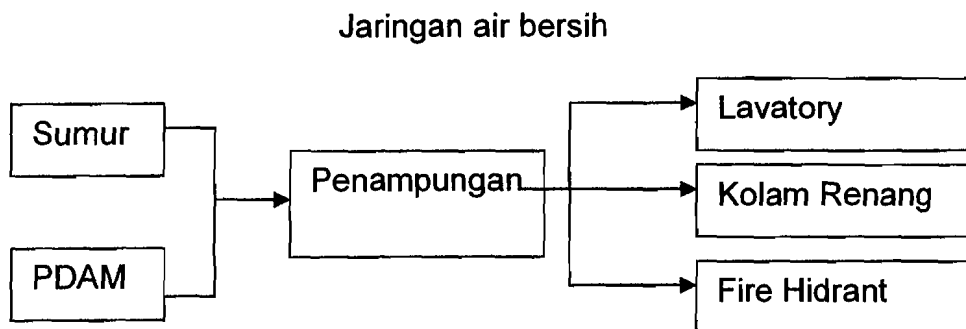 Jaringan air bersih
Sumur
PDAM
Penampungan
Lavatory
Kolam Renang
Fire Hidrant